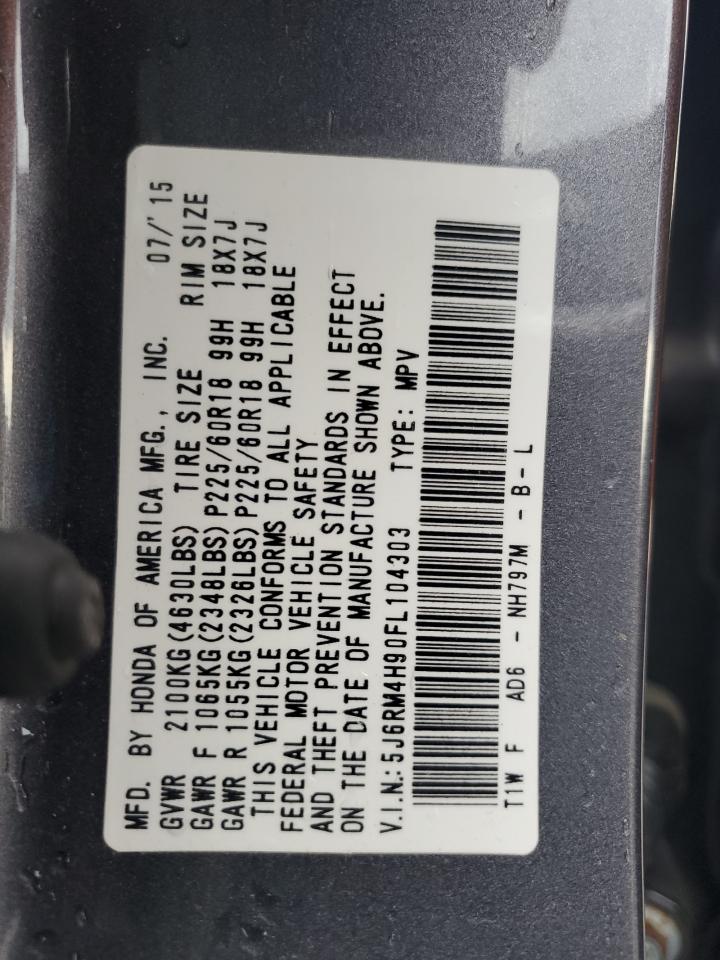 MFD. BY HONDA OF AMERICA MFG., INC. 07/'15
GVWR 2100KG(4630LBS) TIRE SIZE RIM SIZE
GAWR F 1065KG(2348LBS)P225/60R18 99H 18X7J
GAWR R 1055KG(2326LBS)P225/60R18 99H 18X7J
THIS VEHICLE CONFORMS TO ALL APPLICABLE
FEDERAL MOTOR VEHICLE SAFETY
AND THEFT PREVENTION STANDARDS IN EFFECT
ON THE DATE OF MANUFACTURE SHOWN ABOVE.
V.I.N.:5J6RM4H90FL104303 TYPE: MPV
T1W F AD6 - NH797M - B - L